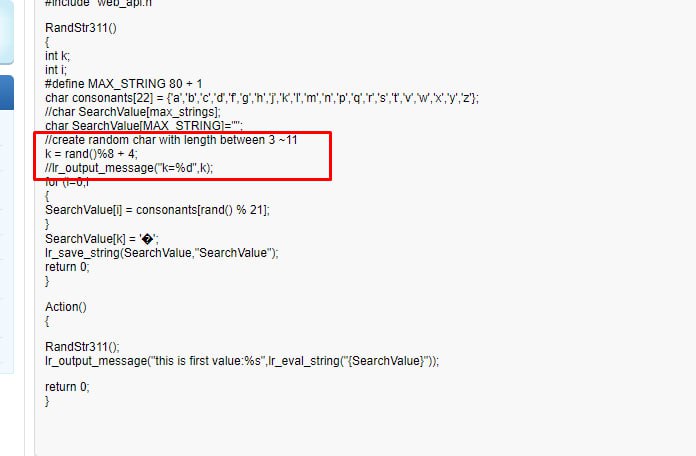 #include "web_api.h"
RandStr311()
{
int k;
int i;
#define MAX_STRING 80 + 1
char consonants[22] = {'a','b','c','d','f','g','h','j','k','l','m','n','p','q','r','s','t','v','w','x','y','z'};
//char SearchValue[max_strings];
char SearchValue[MAX_STRING]="";
//create random char with length between 3 ~11
k = rand()%8 + 4;
//lr_output_message("k=%d",k);
for (i=0;i
{
SearchValue[i] = consonants[rand() % 21];
}
SearchValue[k] = '�';
lr_save_string(SearchValue,"SearchValue");
return 0;
}
Action()
{
RandStr311();
lr_output_message("this is first value:%s",lr_eval_string("{SearchValue}"));
return 0;
}